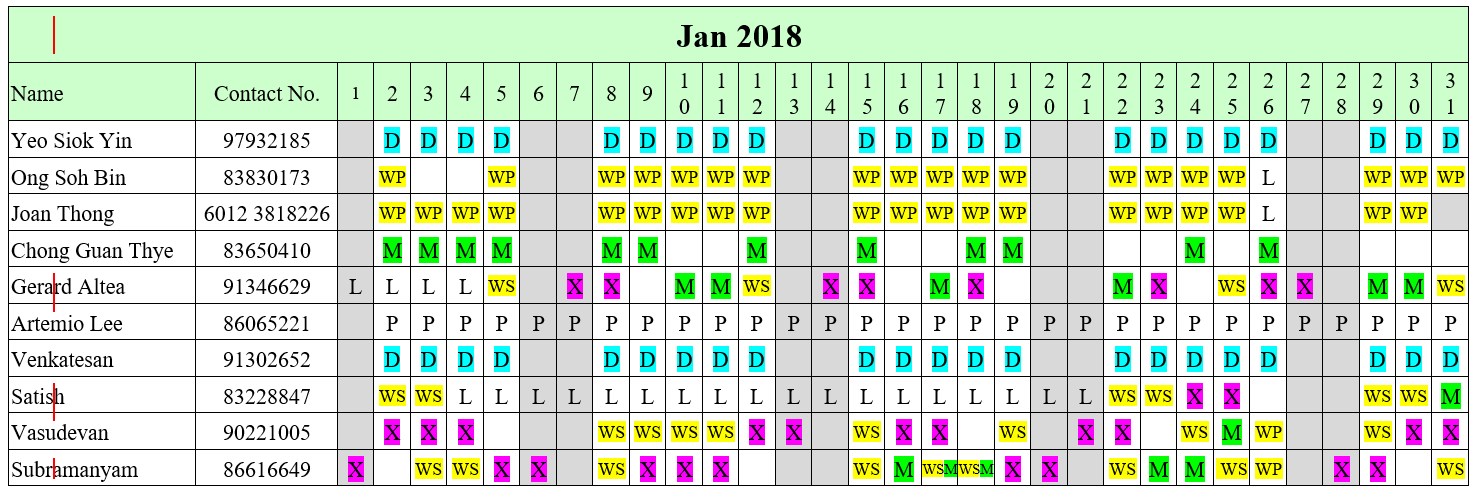 Jan 2018
Name Contact No. 1 2 3 4 5 6 7 8 9 10 11 12 13 14 15 16 17 18 19 20 21 22 23 24 25 26 27 28 29 30 31
Yeo Siok Yin 97932185 D D D D D D D D D D D D D D D D D D D D D D
Ong Soh Bin 83830173 WP WP WP WP WP WP WP WP WP WP WP WP WP WP WP WP L WP WP WP
Joan Thong 6012 3818226 WP WP WP WP WP WP WP WP WP WP WP WP WP WP WP WP WP WP L WP WP
Chong Guan Thye 83650410 M M M M M M M M M M M M
Gerard Altea 91346629 L L L L WS X X M M WS X X M X M X WS X X M M WS
Artemio Lee 86065221 P P P P P P P P P P P P P P P P P P P P P P P P P P P P P P
Venkatesan 91302652 D D D D D D D D D D D D D D D D D D D D D D
Satish 83228847 WS WS L L L L L L L L L L L L L L L L L L WS WS X X WS WS M
Vasudevan 90221005 X X X WS WS WS WS X X WS X X WS X X WS M WP WS X X
Subramanyam 86616649 X WS WS X X WS X X X WS M WSM WSM X X WS M M WS WP X X WS